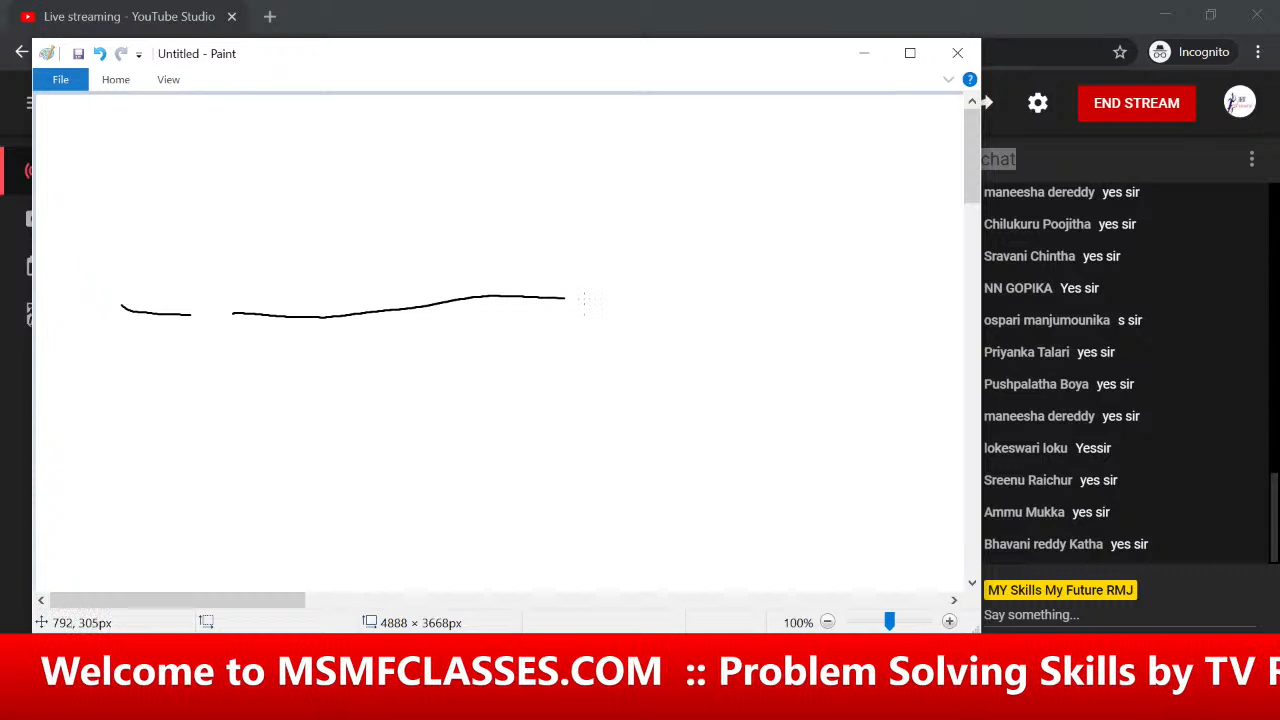 Live streaming - YouTube Studio
Untitled - Paint
Incognito
File Home View
END STREAM
chat
maneesha dereddy yes sir
Chilukuru Poojitha yes sir
Sravani Chintha yes sir
NN GOPIKA Yes sir
ospari manjumounika s sir
Priyanka Talari yes sir
Pushpalatha Boya yes sir
maneesha dereddy yes sir
lokeswari loku Yessir
Sreenu Raichur yes sir
Ammu Mukka yes sir
Bhavani reddy Katha yes sir
MY Skills My Future RMJ
Say something...
792, 305px
4888 × 3668px
100%
Welcome to MSMFCLASSES.COM :: Problem Solving Skills by TV